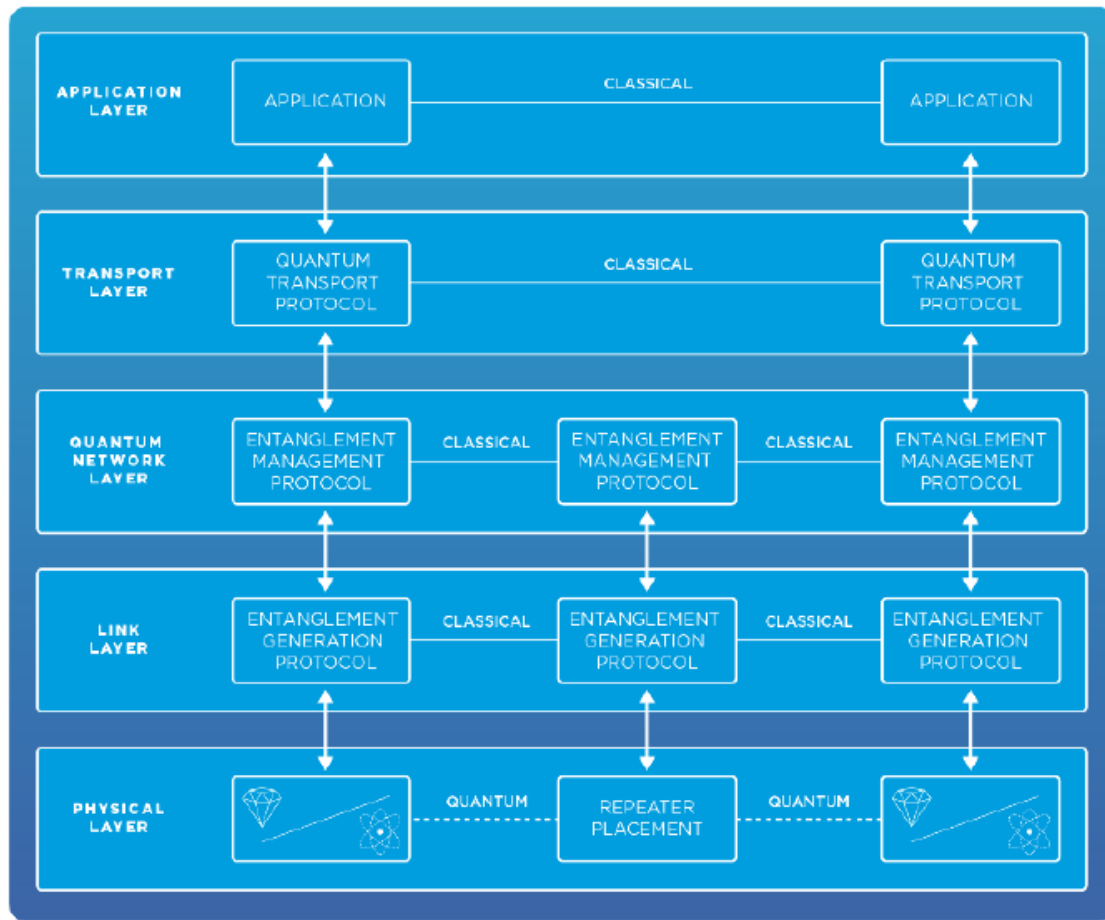 APPLICATION
LAYER
APPLICATION
CLASSICAL
APPLICATION
TRANSPORT
LAYER
QUANTUM
TRANSPORT
PROTOCOL
CLASSICAL
QUANTUM
TRANSPORT
PROTOCOL
QUANTUM
NETWORK
LAYER
ENTANGLEMENT
MANAGEMENT
PROTOCOL
CLASSICAL
ENTANGLEMENT
MANAGEMENT
PROTOCOL
CLASSICAL
ENTANGLEMENT
MANAGEMENT
PROTOCOL
LINK
LAYER
ENTANGLEMENT
GENERATION
PROTOCOL
CLASSICAL
ENTANGLEMENT
GENERATION
PROTOCOL
CLASSICAL
ENTANGLEMENT
GENERATION
PROTOCOL
PHYSICAL
LAYER
QUANTUM
REPEATER
PLACEMENT
QUANTUM